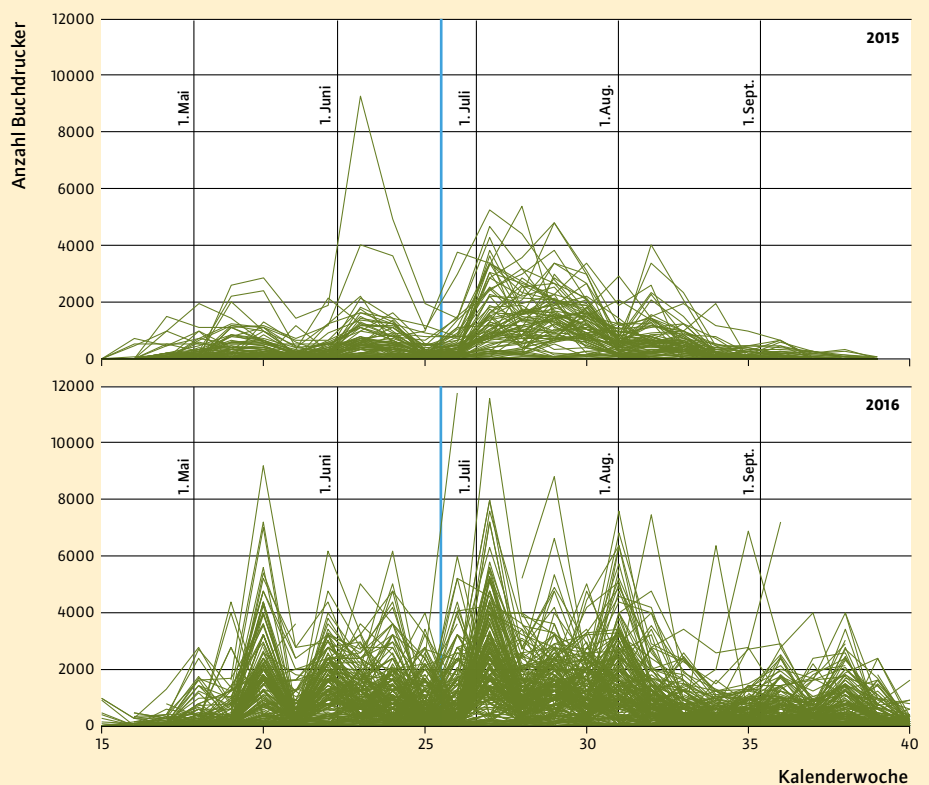 Anzahl Buchdrucker
12000
10000
8000
6000
4000
2000
0
2015
1. Mai
1. Juni
1. Juli
1. Aug.
1. Sept.
12000
10000
8000
6000
4000
2000
0
2016
1. Mai
1. Juni
1. Juli
1. Aug.
1. Sept.
15
20
25
30
35
40
Kalenderwoche